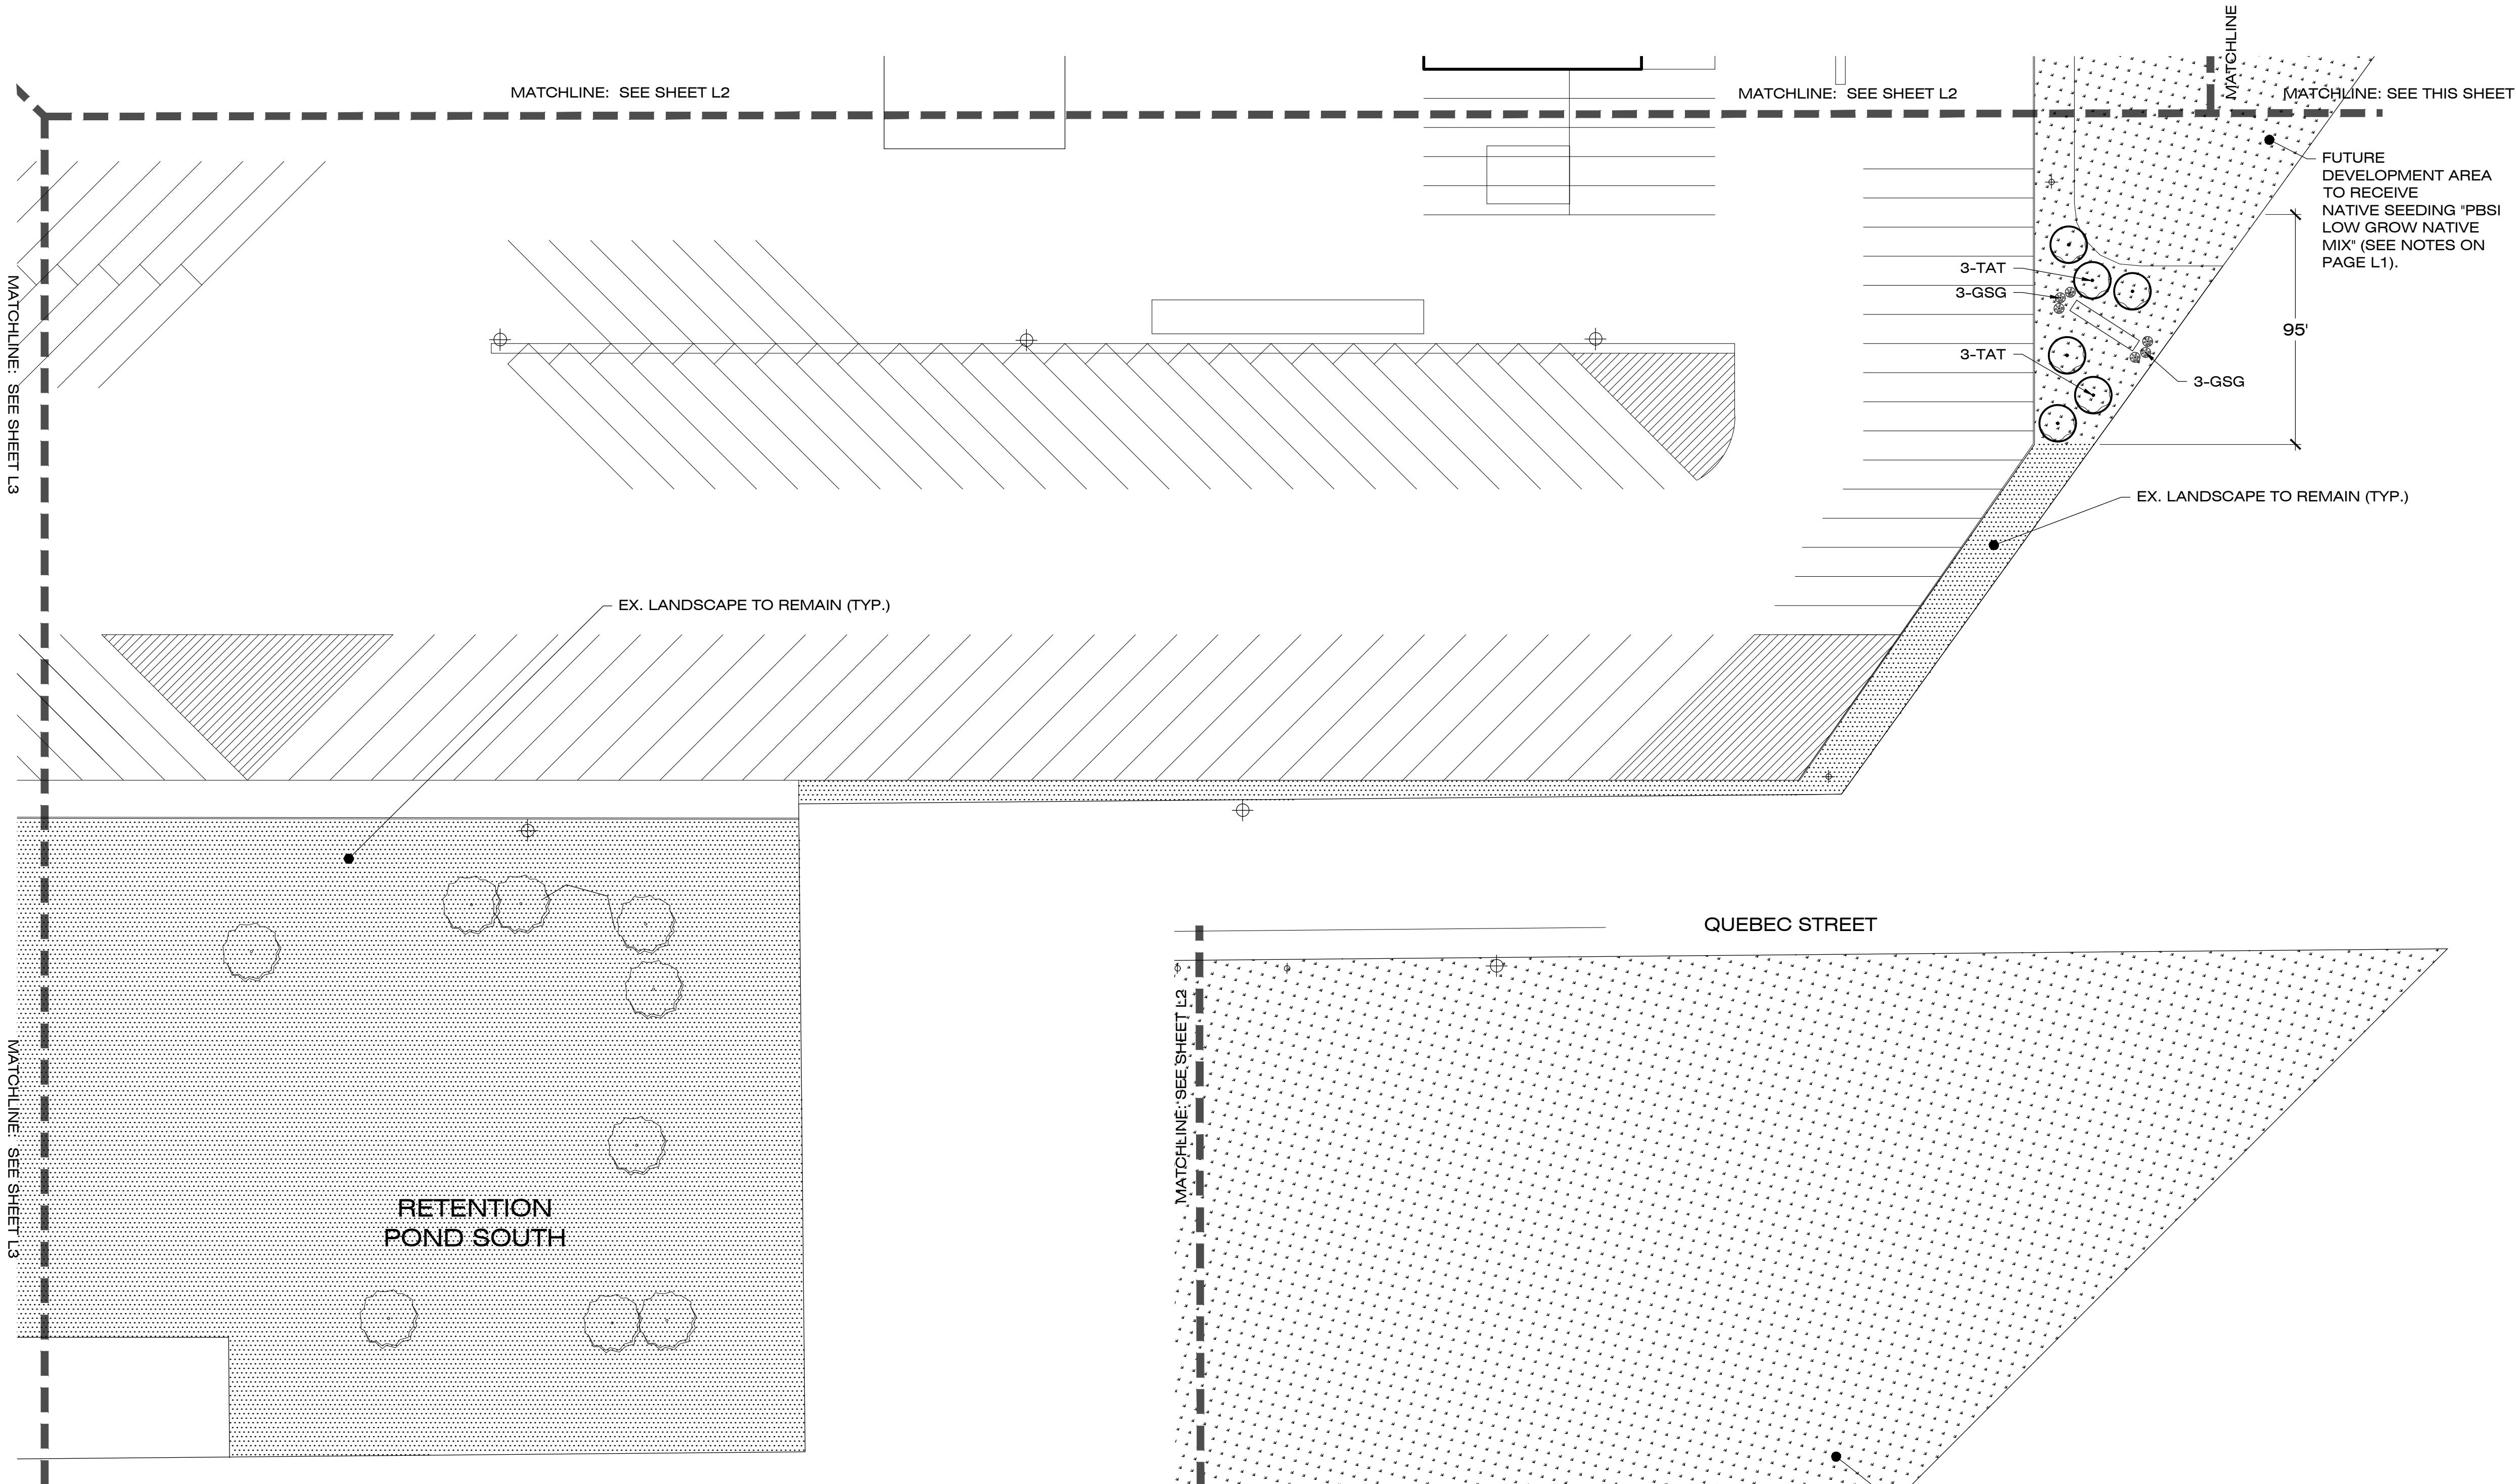 MATCHLINE
MATCHLINE:  SEE SHEET L2
MATCHLINE:  SEE SHEET L2
MATCHLINE: SEE THIS SHEET
FUTURE
DEVELOPMENT AREA
TO RECEIVE
NATIVE SEEDING "PBSI
LOW GROW NATIVE
MIX" (SEE NOTES ON
PAGE L1).
3-TAT
3-GSG
95'
3-TAT
3-GSG
MATCHLINE:  SEE SHEET L3
EX. LANDSCAPE TO REMAIN (TYP.)
EX. LANDSCAPE TO REMAIN (TYP.)
QUEBEC STREET
MATCHLINE: SEE SHEET L2
MATCHLINE:  SEE SHEET L3
RETENTION
POND SOUTH